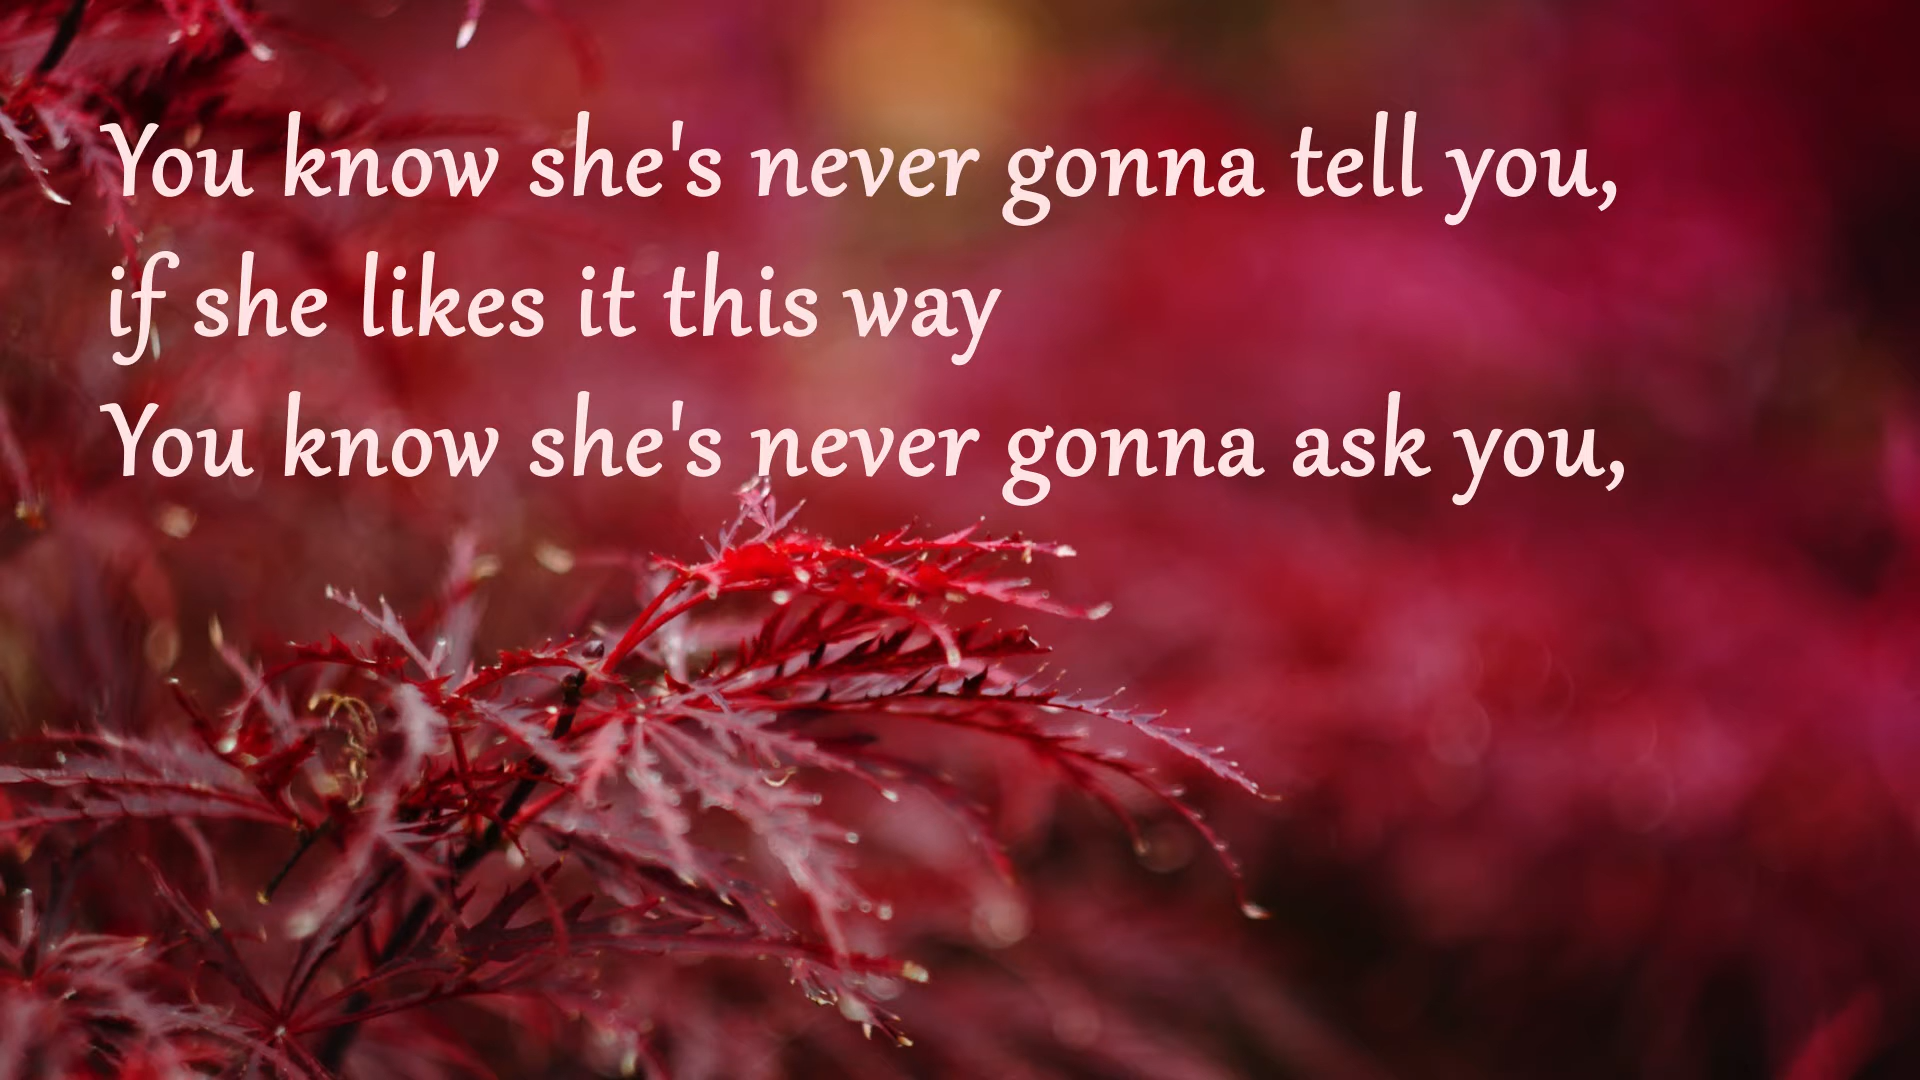 You know she's never gonna tell you,
if she likes it this way
You know she's never gonna ask you,